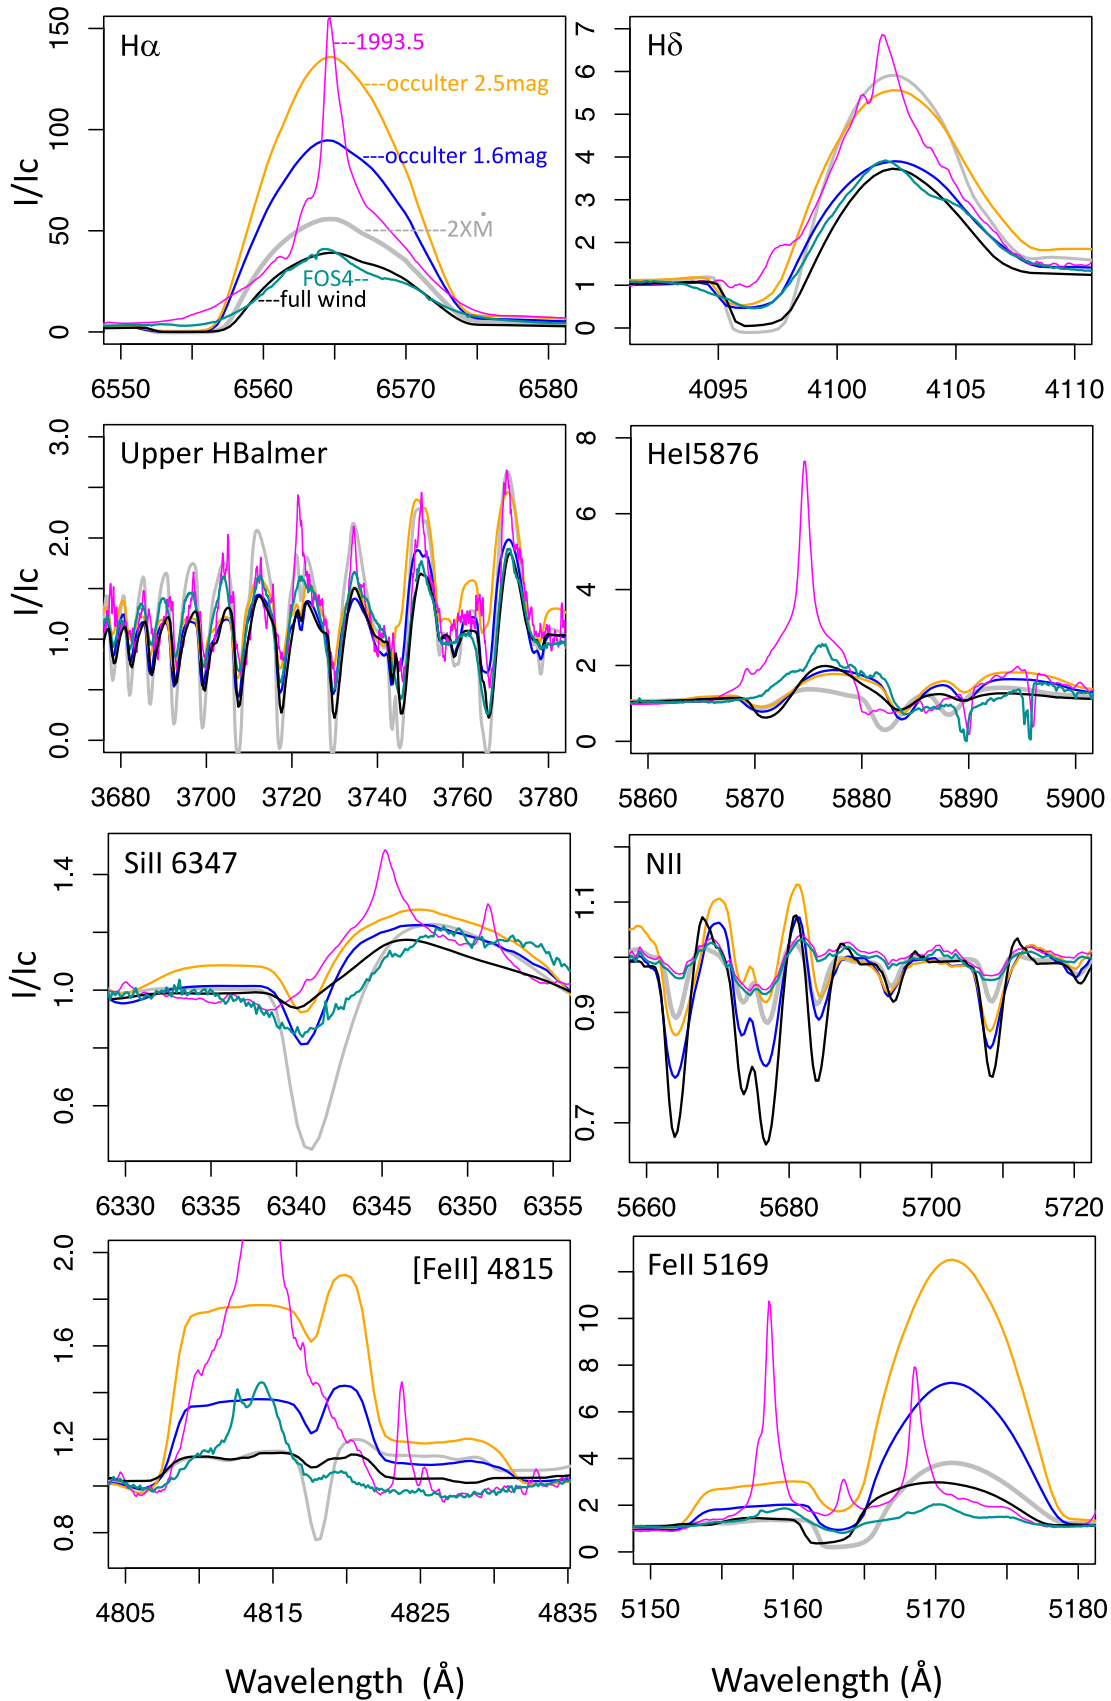 Hα
---1993.5
---occulter 2.5mag
---occulter 1.6mag
--------2XṀ
FOS4--
---full wind
I/Ic
0 50 100 150
6550 6560 6570 6580
Hδ
0 1 2 3 4 5 6 7
4095 4100 4105 4110
Upper HBalmer
I/Ic
0.0 1.0 2.0 3.0
3680 3700 3720 3740 3760 3780
HeI5876
0 2 4 6 8
5860 5870 5880 5890 5900
SiII 6347
I/Ic
0.6 1.0 1.4
6330 6335 6340 6345 6350 6355
NII
0.7 0.9 1.1
5660 5680 5700 5720
[FeII] 4815
0.8 1.2 1.6 2.0
4805 4815 4825 4835
FeII 5169
0 2 4 6 8 10
5150 5160 5170 5180
Wavelength (Å)
Wavelength (Å)